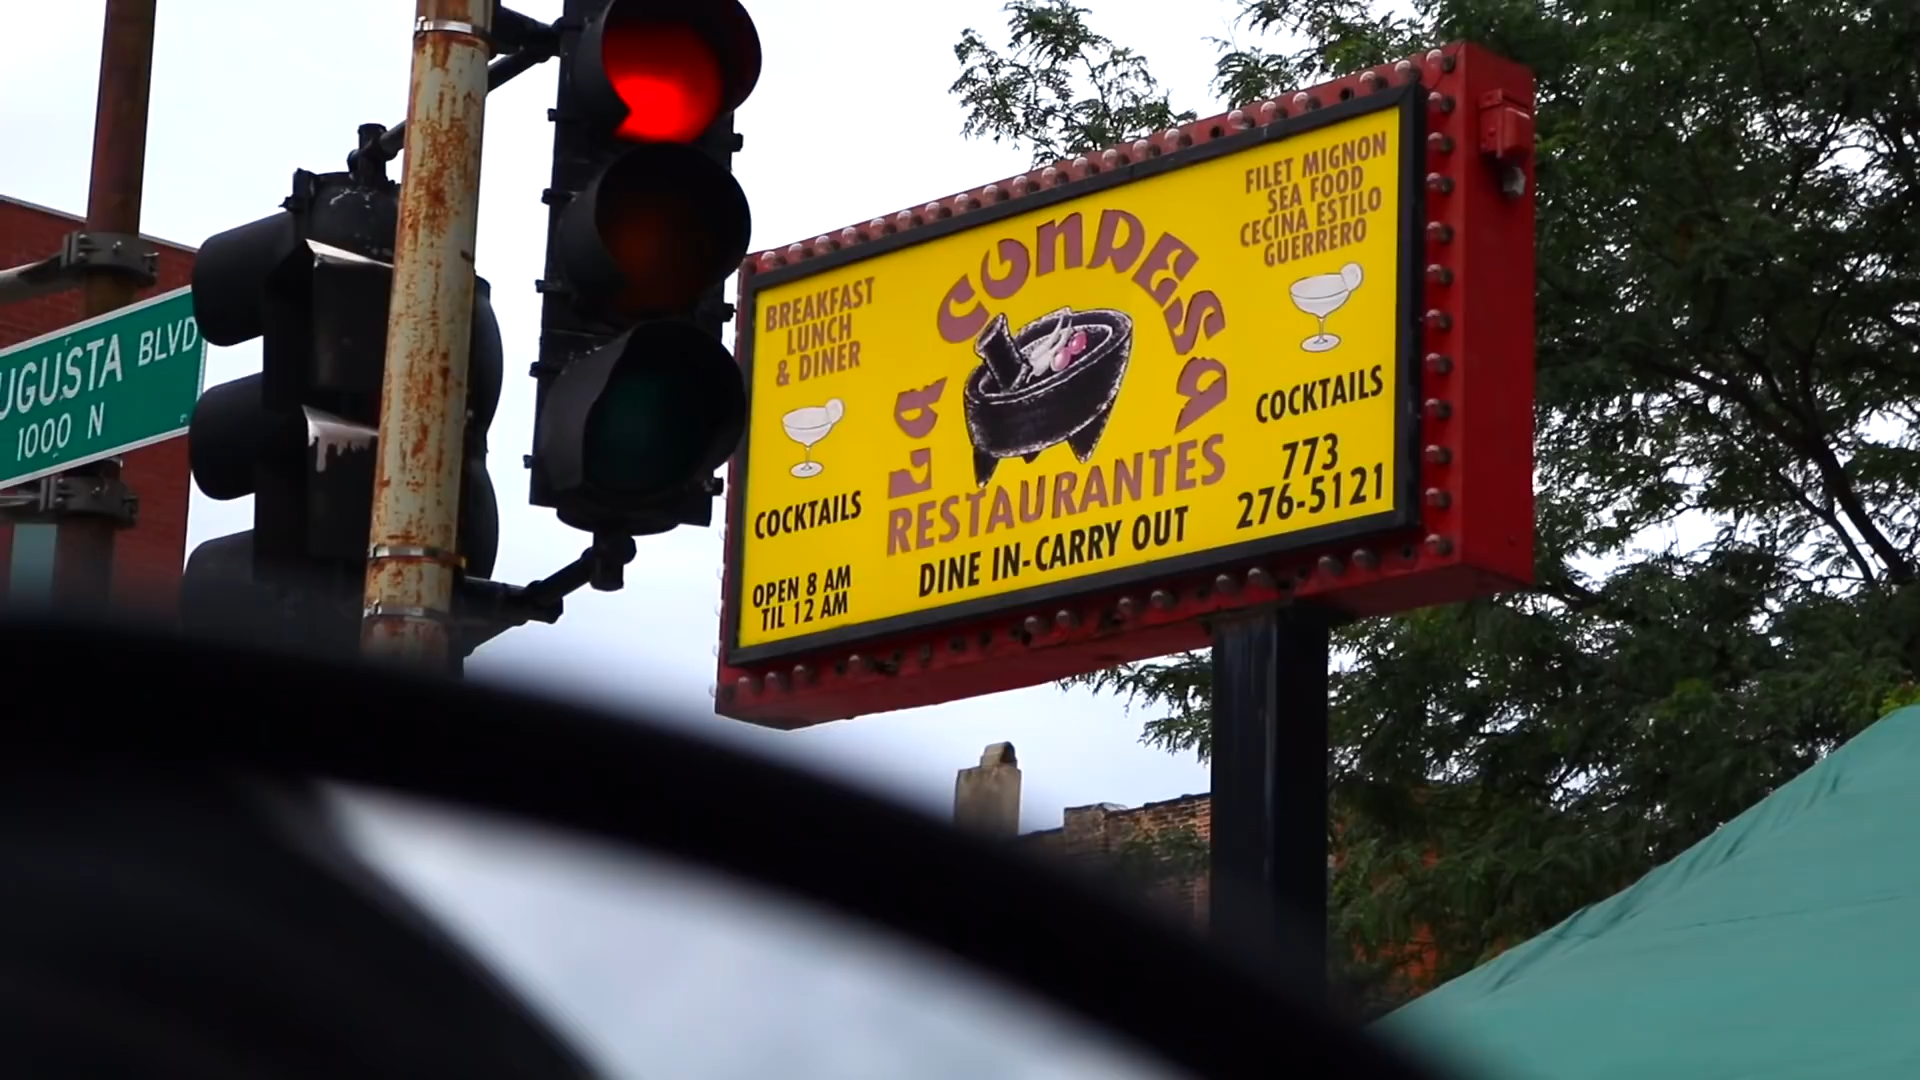 UGUSTA BLVD
1000 N
BREAKFAST
LUNCH
& DINER
COCKTAILS
OPEN 8 AM
TIL 12 AM
LA CONDESA
RESTAURANTES
DINE IN-CARRY OUT
FILET MIGNON
SEA FOOD
CECINA ESTILO
GUERRERO
COCKTAILS
773
276-5121